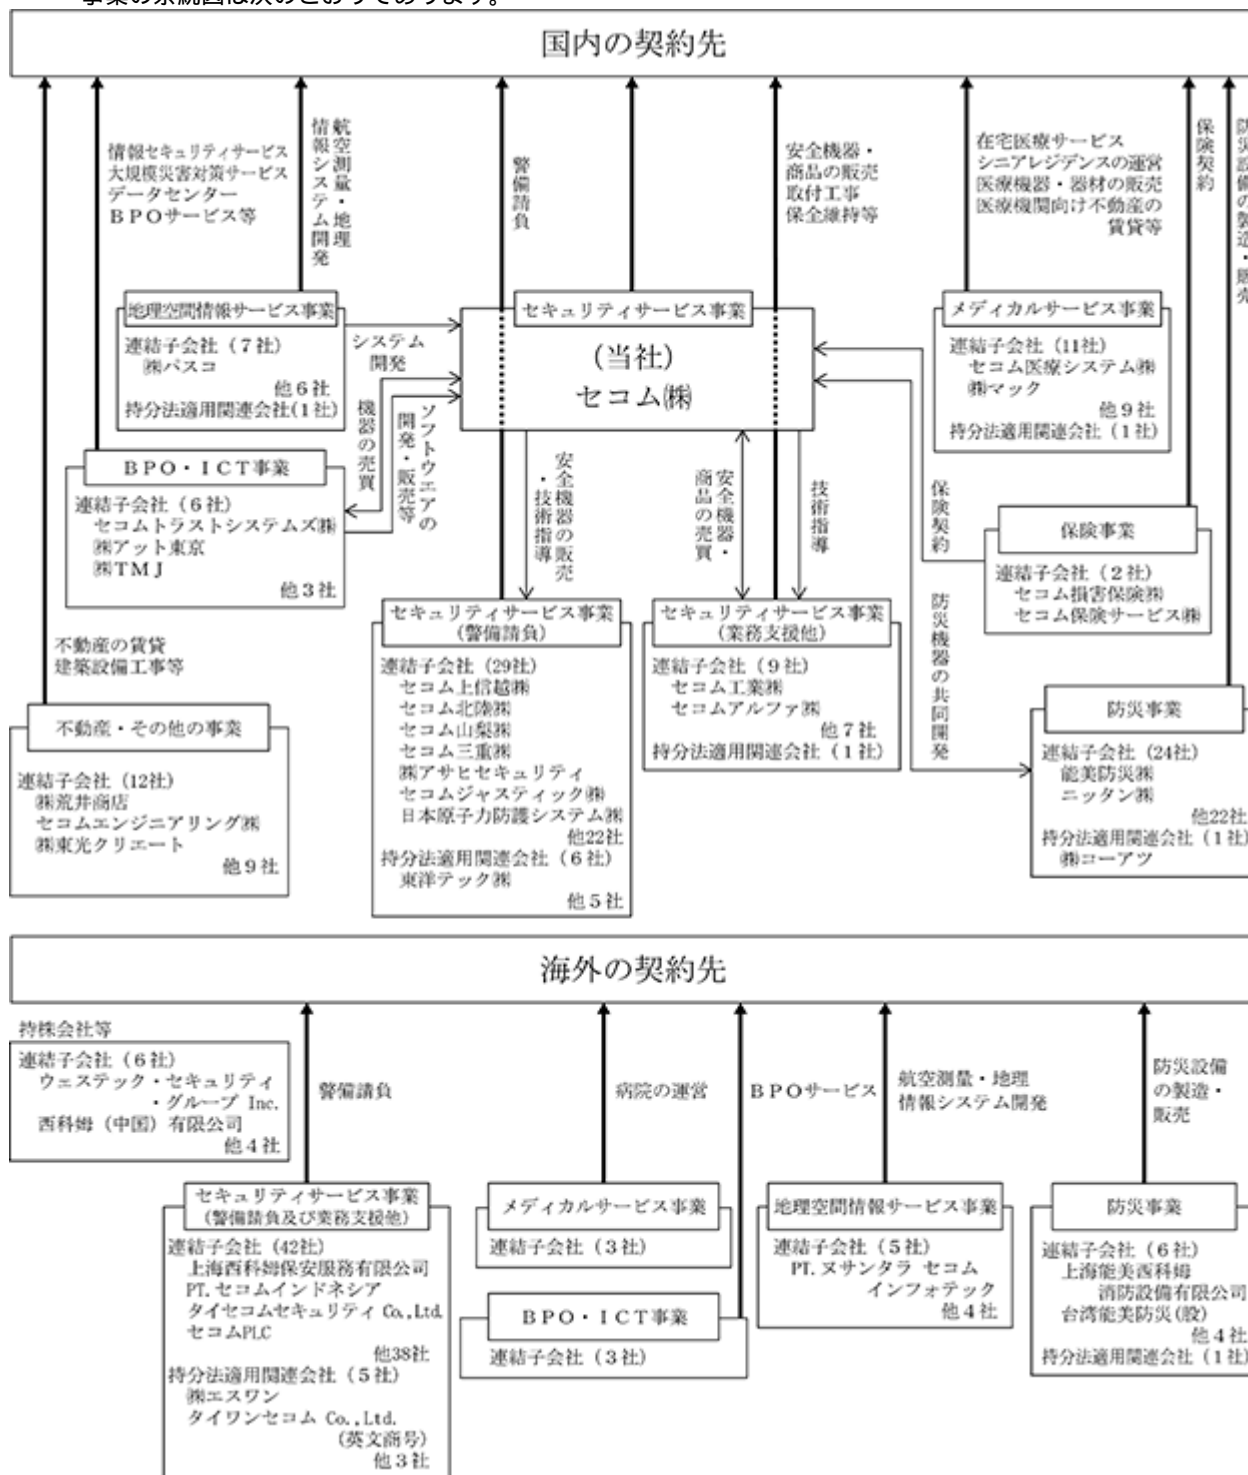 事業の系統図は次のとおりであります。
国内の契約先
情報セキュリティサービス
大規模災害対策サービス
データセンター
ＢＰＯサービス等
航空測量・地理
情報システム開発
警備請負
安全機器・
商品の販売
取付工事
保全維持等
在宅医療サービス
シニアレジデンスの運営
医療機器・器材の販売
医療機関向け不動産の
賃貸等
保険契約
防災設備の製造・販売
地理空間情報サービス事業
連結子会社（７社）
㈱パスコ
他６社
持分法適用関連会社（１社）
システム
開発
機器の売買
ソフトウエアの
開発・販売等
セキュリティサービス事業
（当社）
セコム㈱
メディカルサービス事業
連結子会社（11社）
セコム医療システム㈱
㈱マック
他９社
持分法適用関連会社（１社）
ＢＰＯ・ＩＣＴ事業
連結子会社（６社）
セコムトラストシステムズ㈱
㈱アット東京
㈱ＴＭＪ
他３社
安全機器の販売
・技術指導
安全機器・
商品の売買
技術指導
保険契約
保険事業
連結子会社（２社）
セコム損害保険㈱
セコム保険サービス㈱
防災機器の共同開発
不動産の賃貸
建築設備工事等
不動産・その他の事業
連結子会社（12社）
㈱荒井商店
セコムエンジニアリング㈱
㈱東光クリエート
他９社
セキュリティサービス事業
（警備請負）
連結子会社（29社）
セコム上信越㈱
セコム北陸㈱
セコム山梨㈱
セコム三重㈱
㈱アサヒセキュリティ
セコムジャスティック㈱
日本原子力防護システム㈱
他22社
持分法適用関連会社（６社）
東洋テック㈱
他５社
セキュリティサービス事業
（業務支援他）
連結子会社（９社）
セコム工業㈱
セコムアルファ㈱
他７社
持分法適用関連会社（１社）
防災事業
連結子会社（24社）
能美防災㈱
ニッタン㈱
他22社
持分法適用関連会社（１社）
㈱コーアツ
海外の契約先
持株会社等
連結子会社（６社）
ウェステック・セキュリティ
・グループ Inc.
西科姆（中国）有限公司
他４社
警備請負
病院の運営
ＢＰＯサービス
航空測量・地理
情報システム開発
防災設備
の製造・
販売
セキュリティサービス事業
（警備請負及び業務支援他）
連結子会社（42社）
上海西科姆保安服務有限公司
PT.セコムインドネシア
タイセコムセキュリティ Co.,Ltd.
セコムPLC
他38社
持分法適用関連会社（５社）
㈱エスワン
タイワンセコム Co.,Ltd.
（英文商号）
他３社
メディカルサービス事業
連結子会社（３社）
ＢＰＯ・ＩＣＴ事業
連結子会社（３社）
地理空間情報サービス事業
連結子会社（５社）
PT.ヌサンタラ セコム
インフォテック
他４社
防災事業
連結子会社（６社）
上海能美西科姆
消防設備有限公司
台湾能美防災(股)
他４社
持分法適用関連会社（１社）